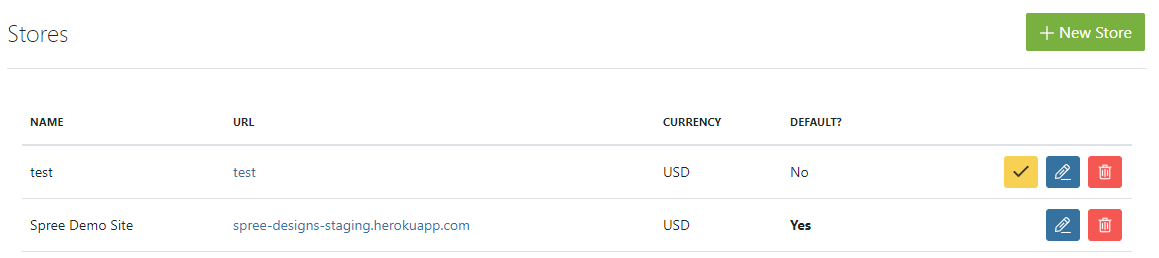 Stores
+ New Store
NAME URL CURRENCY DEFAULT?
test test USD No
Spree Demo Site spree-designs-staging.herokuapp.com USD Yes